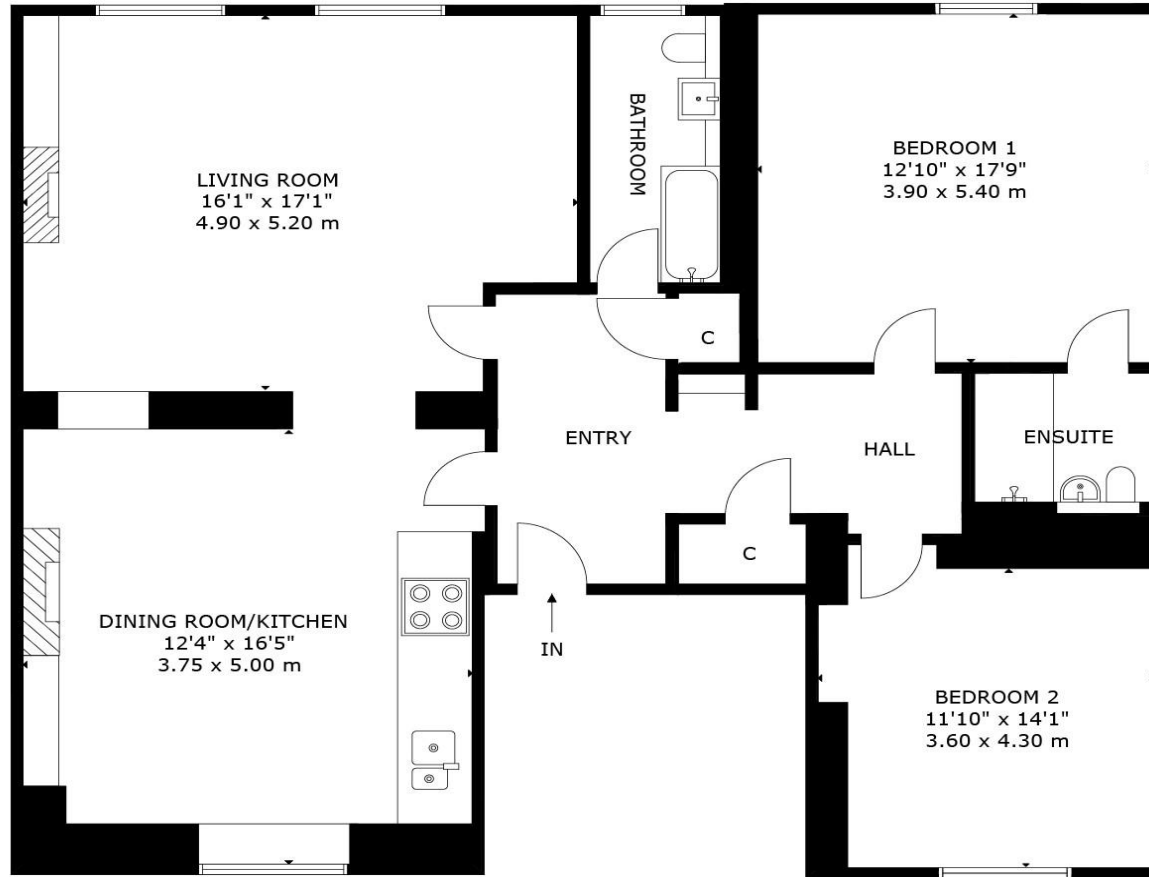 LIVING ROOM
16'1" x 17'1"
4.90 x 5.20 m
BATHROOM
BEDROOM 1
12'10" x 17'9"
3.90 x 5.40 m
C
ENTRY
HALL
ENSUITE
C
DINING ROOM/KITCHEN
12'4" x 16'5"
3.75 x 5.00 m
IN
BEDROOM 2
11'10" x 14'1"
3.60 x 4.30 m